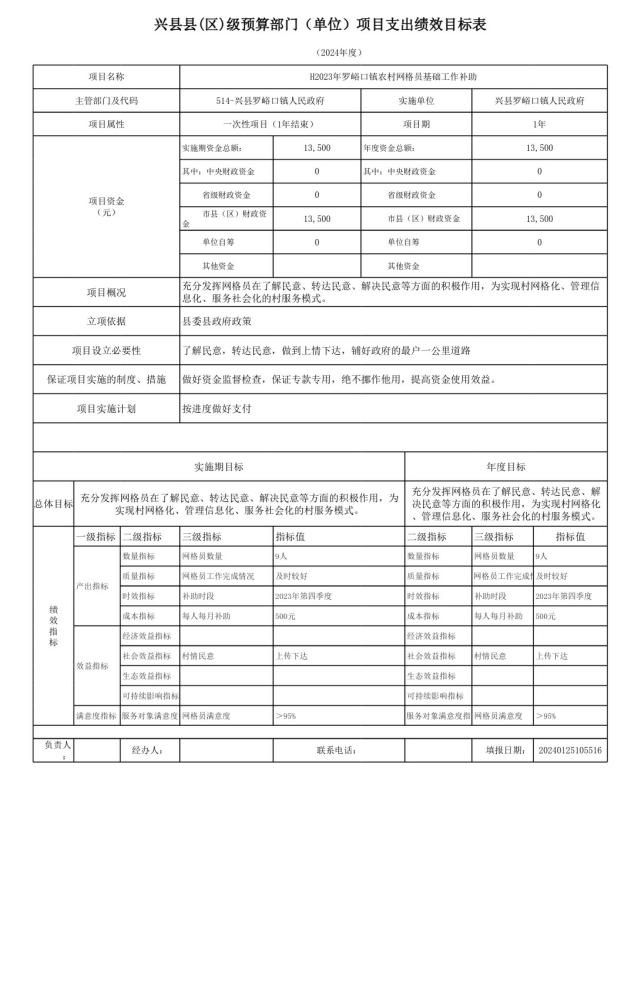 兴县县(区)级预算部门（单位）项目支出绩效目标表
（2024年度）
项目名称 H2023年罗峪口镇农村网格员基础工作补助
主管部门及代码 514-兴县罗峪口镇人民政府 实施单位 兴县罗峪口镇人民政府
项目属性 一次性项目（1年结束） 项目期 1年
项目资金
（元）
实施期资金总额： 13,500 年度资金总额： 13,500
其中：中央财政资金 0 其中：中央财政资金 0
省级财政资金 0 省级财政资金 0
市县（区）财政资
金 13,500 市县（区）财政资金 13,500
单位自筹 0 单位自筹 0
其他资金 其他资金
项目概况 充分发挥网格员在了解民意、转达民意、解决民意等方面的积极作用，为实现村网格化、管理信
息化、服务社会化的村服务模式。
立项依据 县委县政府政策
项目设立必要性 了解民意，转达民意，做到上情下达，铺好政府的最户一公里道路
保证项目实施的制度、措施 做好资金监督检查，保证专款专用，绝不挪作他用，提高资金使用效益。
项目实施计划 按进度做好支付
实施期目标 年度目标
总体目标 充分发挥网格员在了解民意、转达民意、解决民意等方面的积极作用，为
实现村网格化、管理信息化、服务社会化的村服务模式。
充分发挥网格员在了解民意、转达民意、解
决民意等方面的积极作用，为实现村网格化
、管理信息化、服务社会化的村服务模式。
绩
效
指
标
一级指标 二级指标 三级指标 指标值 二级指标 三级指标 指标值
产出指标
数量指标 网格员数量 9人 数量指标 网格员数量 9人
质量指标 网格员工作完成情况 及时较好 质量指标 网格员工作完成 及时较好
时效指标 补助时段 2023年第四季度 时效指标 补助时段 2023年第四季度
成本指标 每人每月补助 500元 成本指标 每人每月补助 500元
效益指标
经济效益指标 经济效益指标
社会效益指标 村情民意 上传下达 社会效益指标 村情民意 上传下达
生态效益指标 生态效益指标
可持续影响指标 可持续影响指标
满意度指标 服务对象满意度 网格员满意度 ＞95% 服务对象满意度指 网格员满意度 ＞95%
负责人
： 经办人： 联系电话： 填报日期： 20240125105516